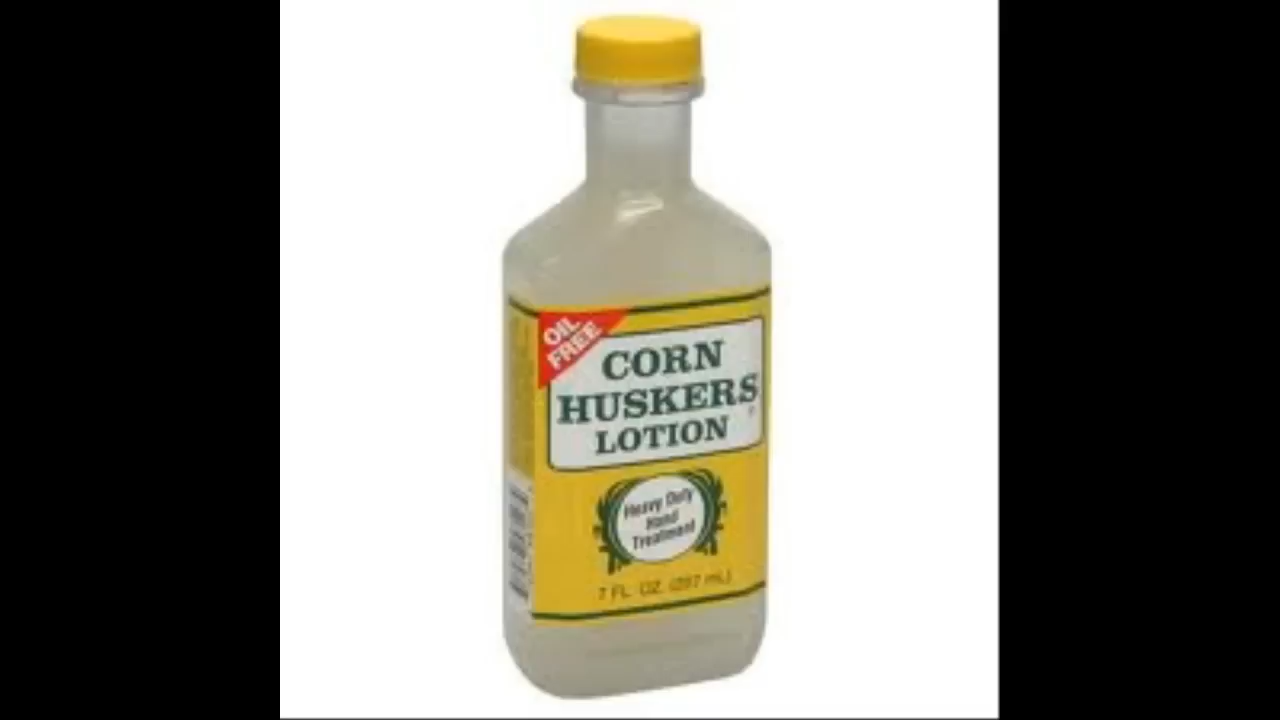 OIL
FREE
CORN
HUSKERS
LOTION
Heavy Duty
Hand
Treatment
7 FL. OZ. (207 mL)